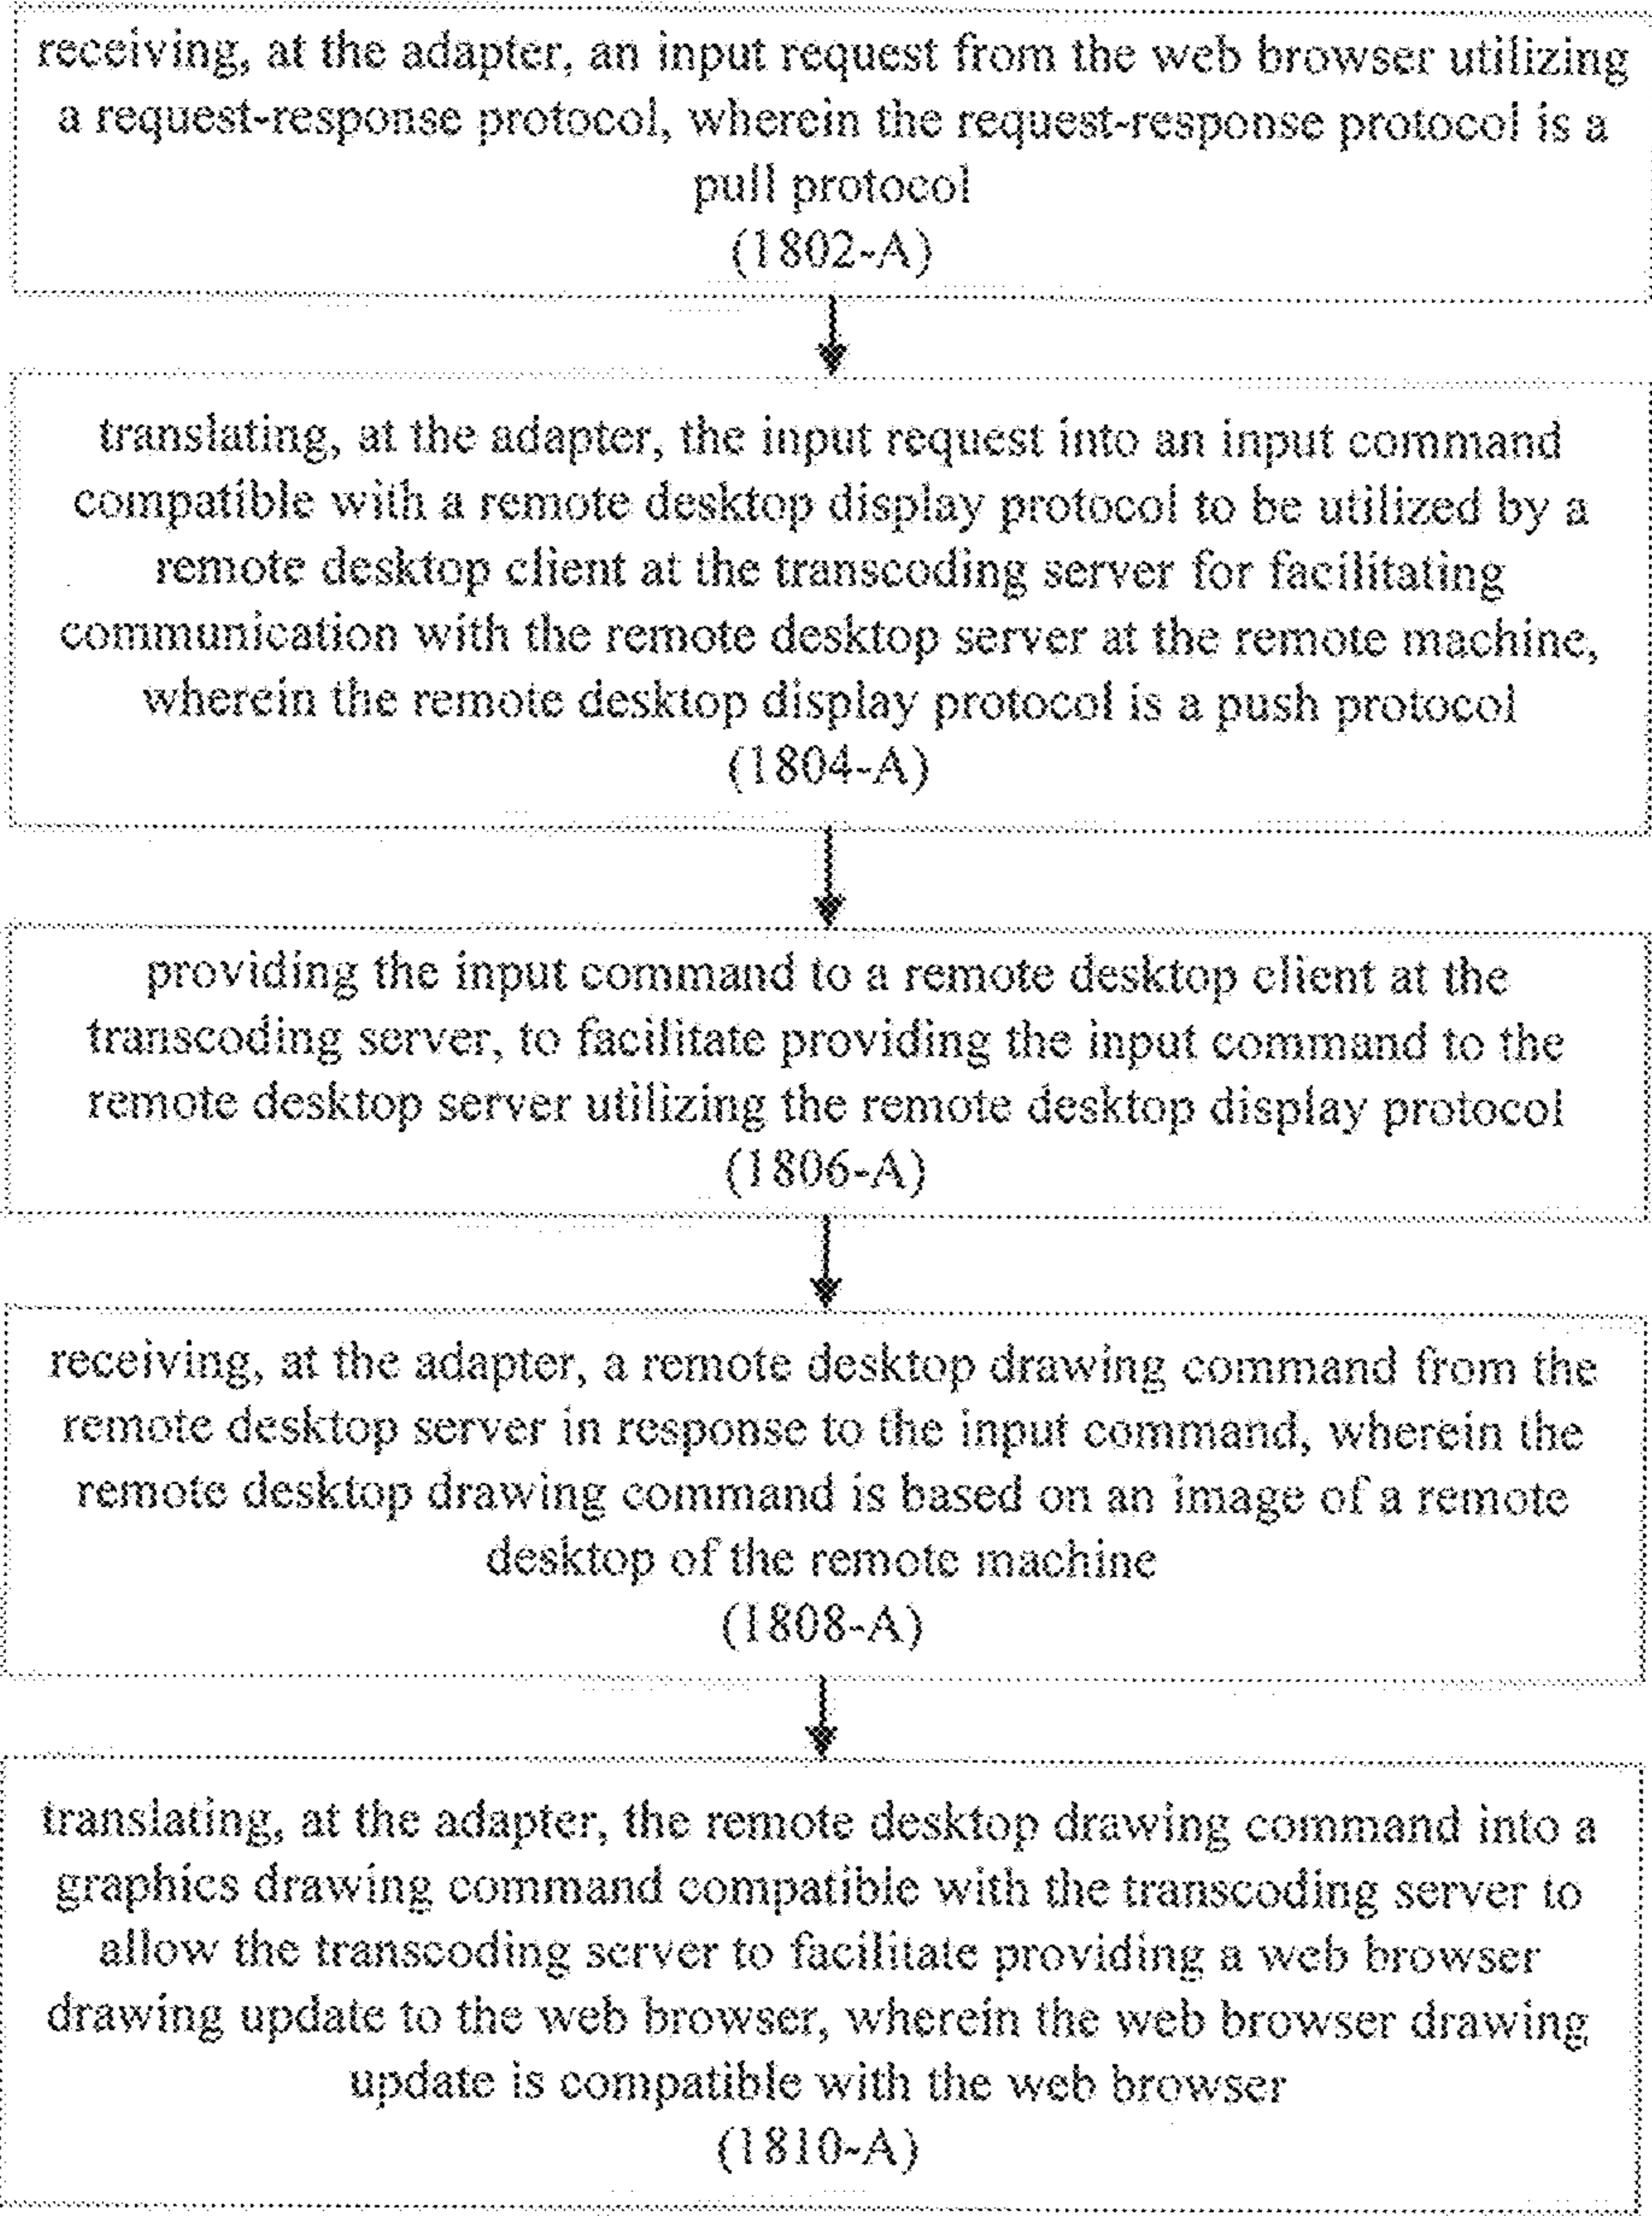 receiving, at the adapter, an input request from the web browser utilizing
a request-response protocol, wherein the request-response protocol is a
pull protocol
(1802-A)
translating, at the adapter, the input request into an input command
compatible with a remote desktop display protocol to be utilized by a
remote desktop client at the transcoding server for facilitating
communication with the remote desktop server at the remote machine,
wherein the remote desktop display protocol is a push protocol
(1804-A)
providing the input command to a remote desktop client at the
transcoding server, to facilitate providing the input command to the
remote desktop server utilizing the remote desktop display protocol
(1806-A)
receiving, at the adapter, a remote desktop drawing command from the
remote desktop server in response to the input command, wherein the
remote desktop drawing command is based on an image of a remote
desktop of the remote machine
(1808-A)
translating, at the adapter, the remote desktop drawing command into a
graphics drawing command compatible with the transcoding server to
allow the transcoding server to facilitate providing a web browser
drawing update to the web browser, wherein the web browser drawing
update is compatible with the web browser
(1810-A)